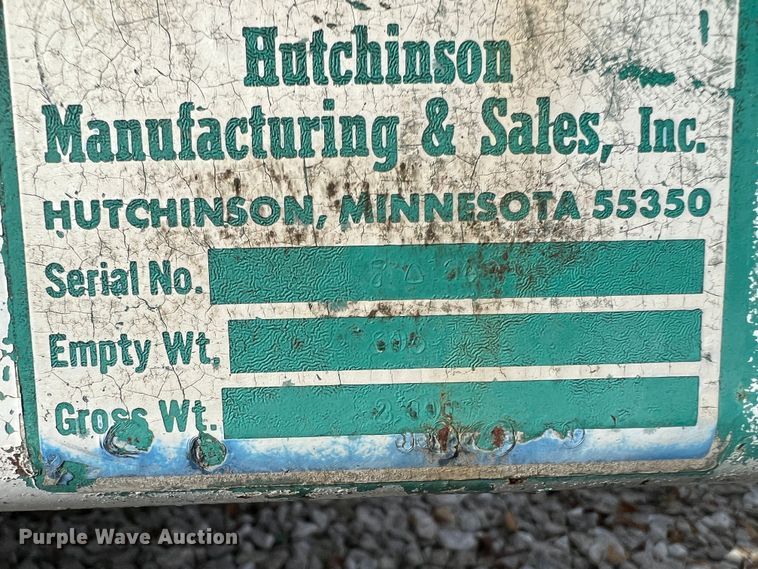 Hutchinson
Manufacturing & Sales, Inc.
HUTCHINSON, MINNESOTA 55350
Serial No.
Empty Wt.
Gross Wt.
Purple Wave Auction